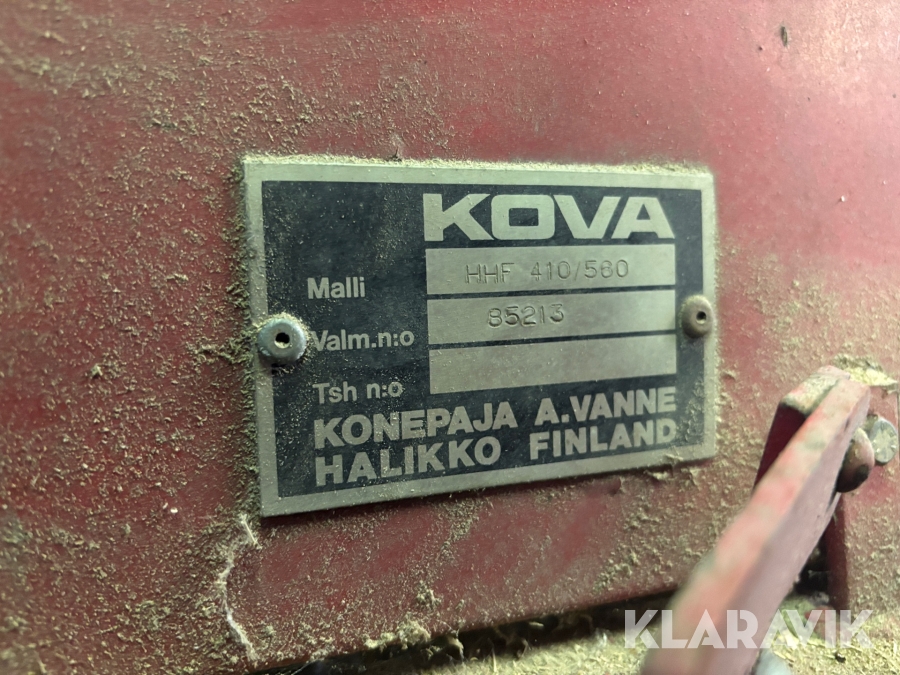 KOVA
Malli HHF 410/580
Valm.n:o 85213
Tsh n:o
KONEPAJA A.VANNE
HALIKKO FINLAND
KLARAVIK